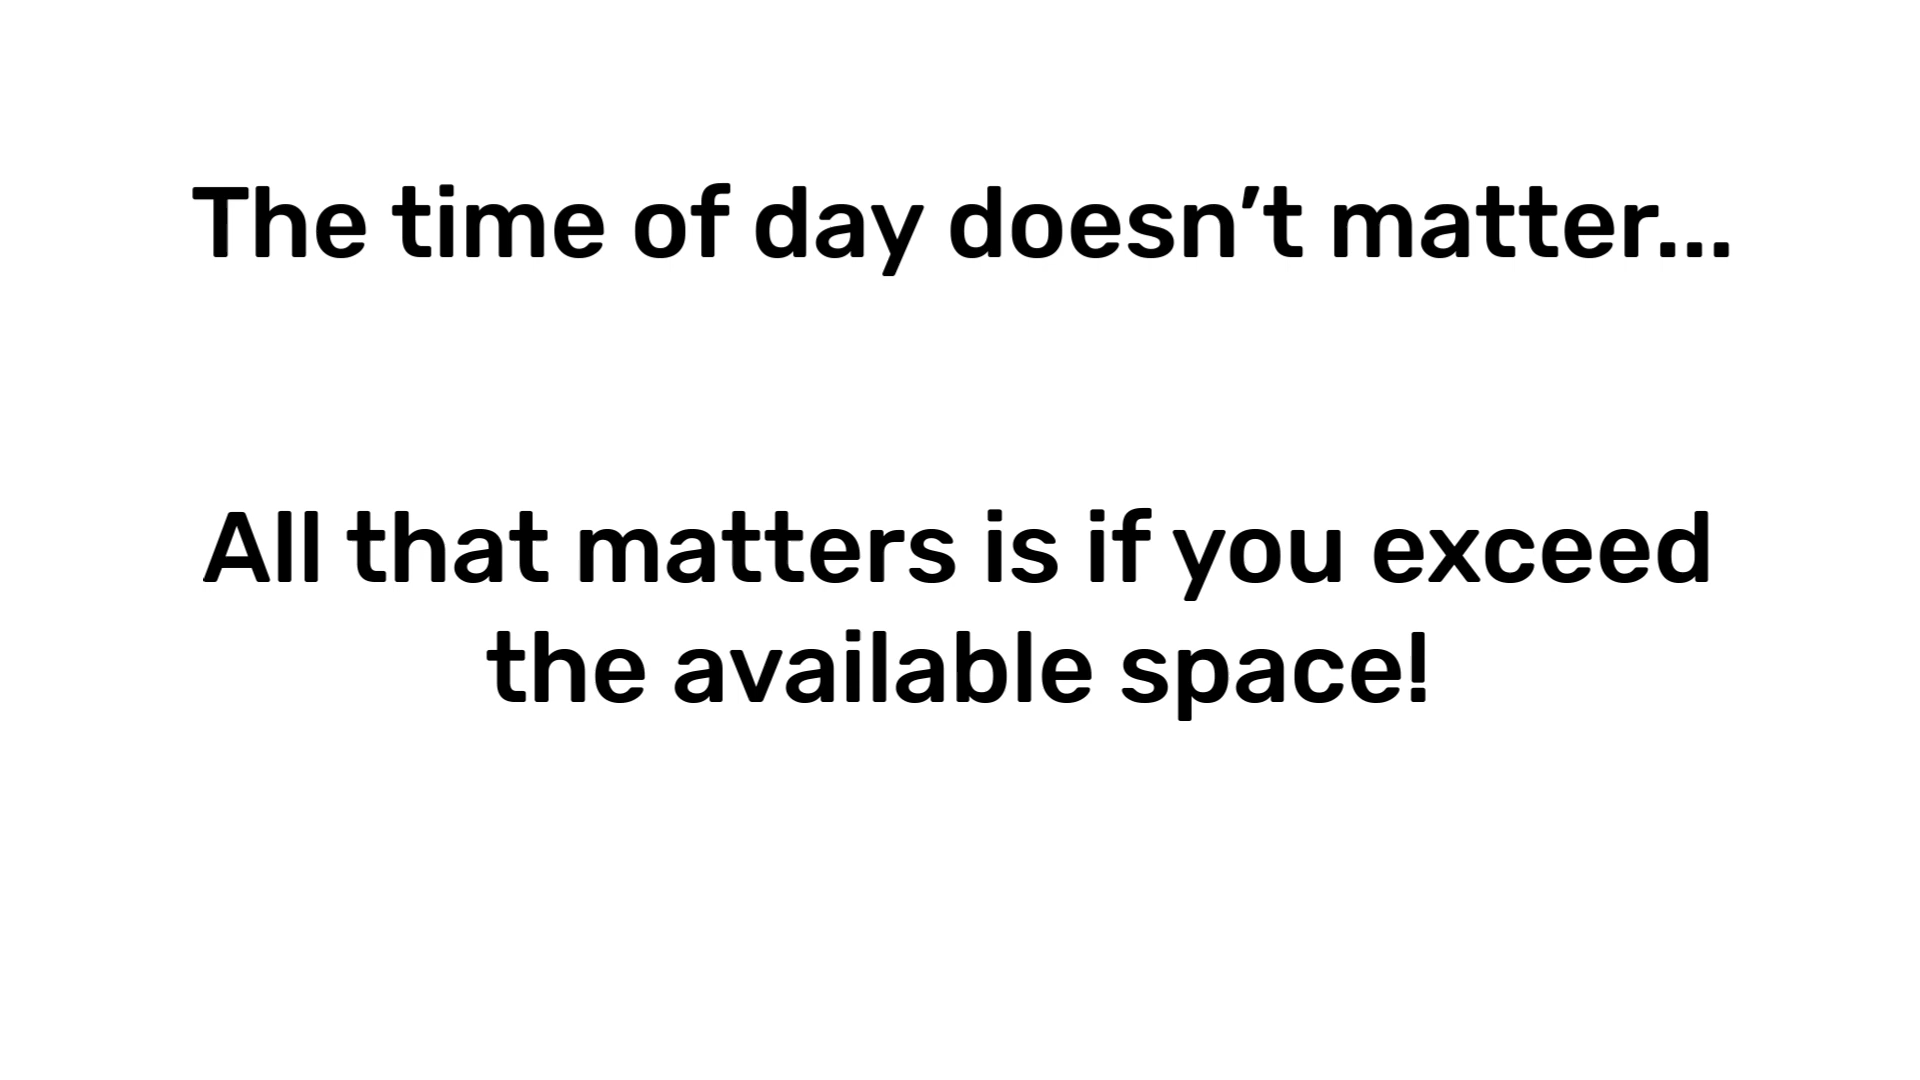 The time of day doesn’t matter...
All that matters is if you exceed
the available space!